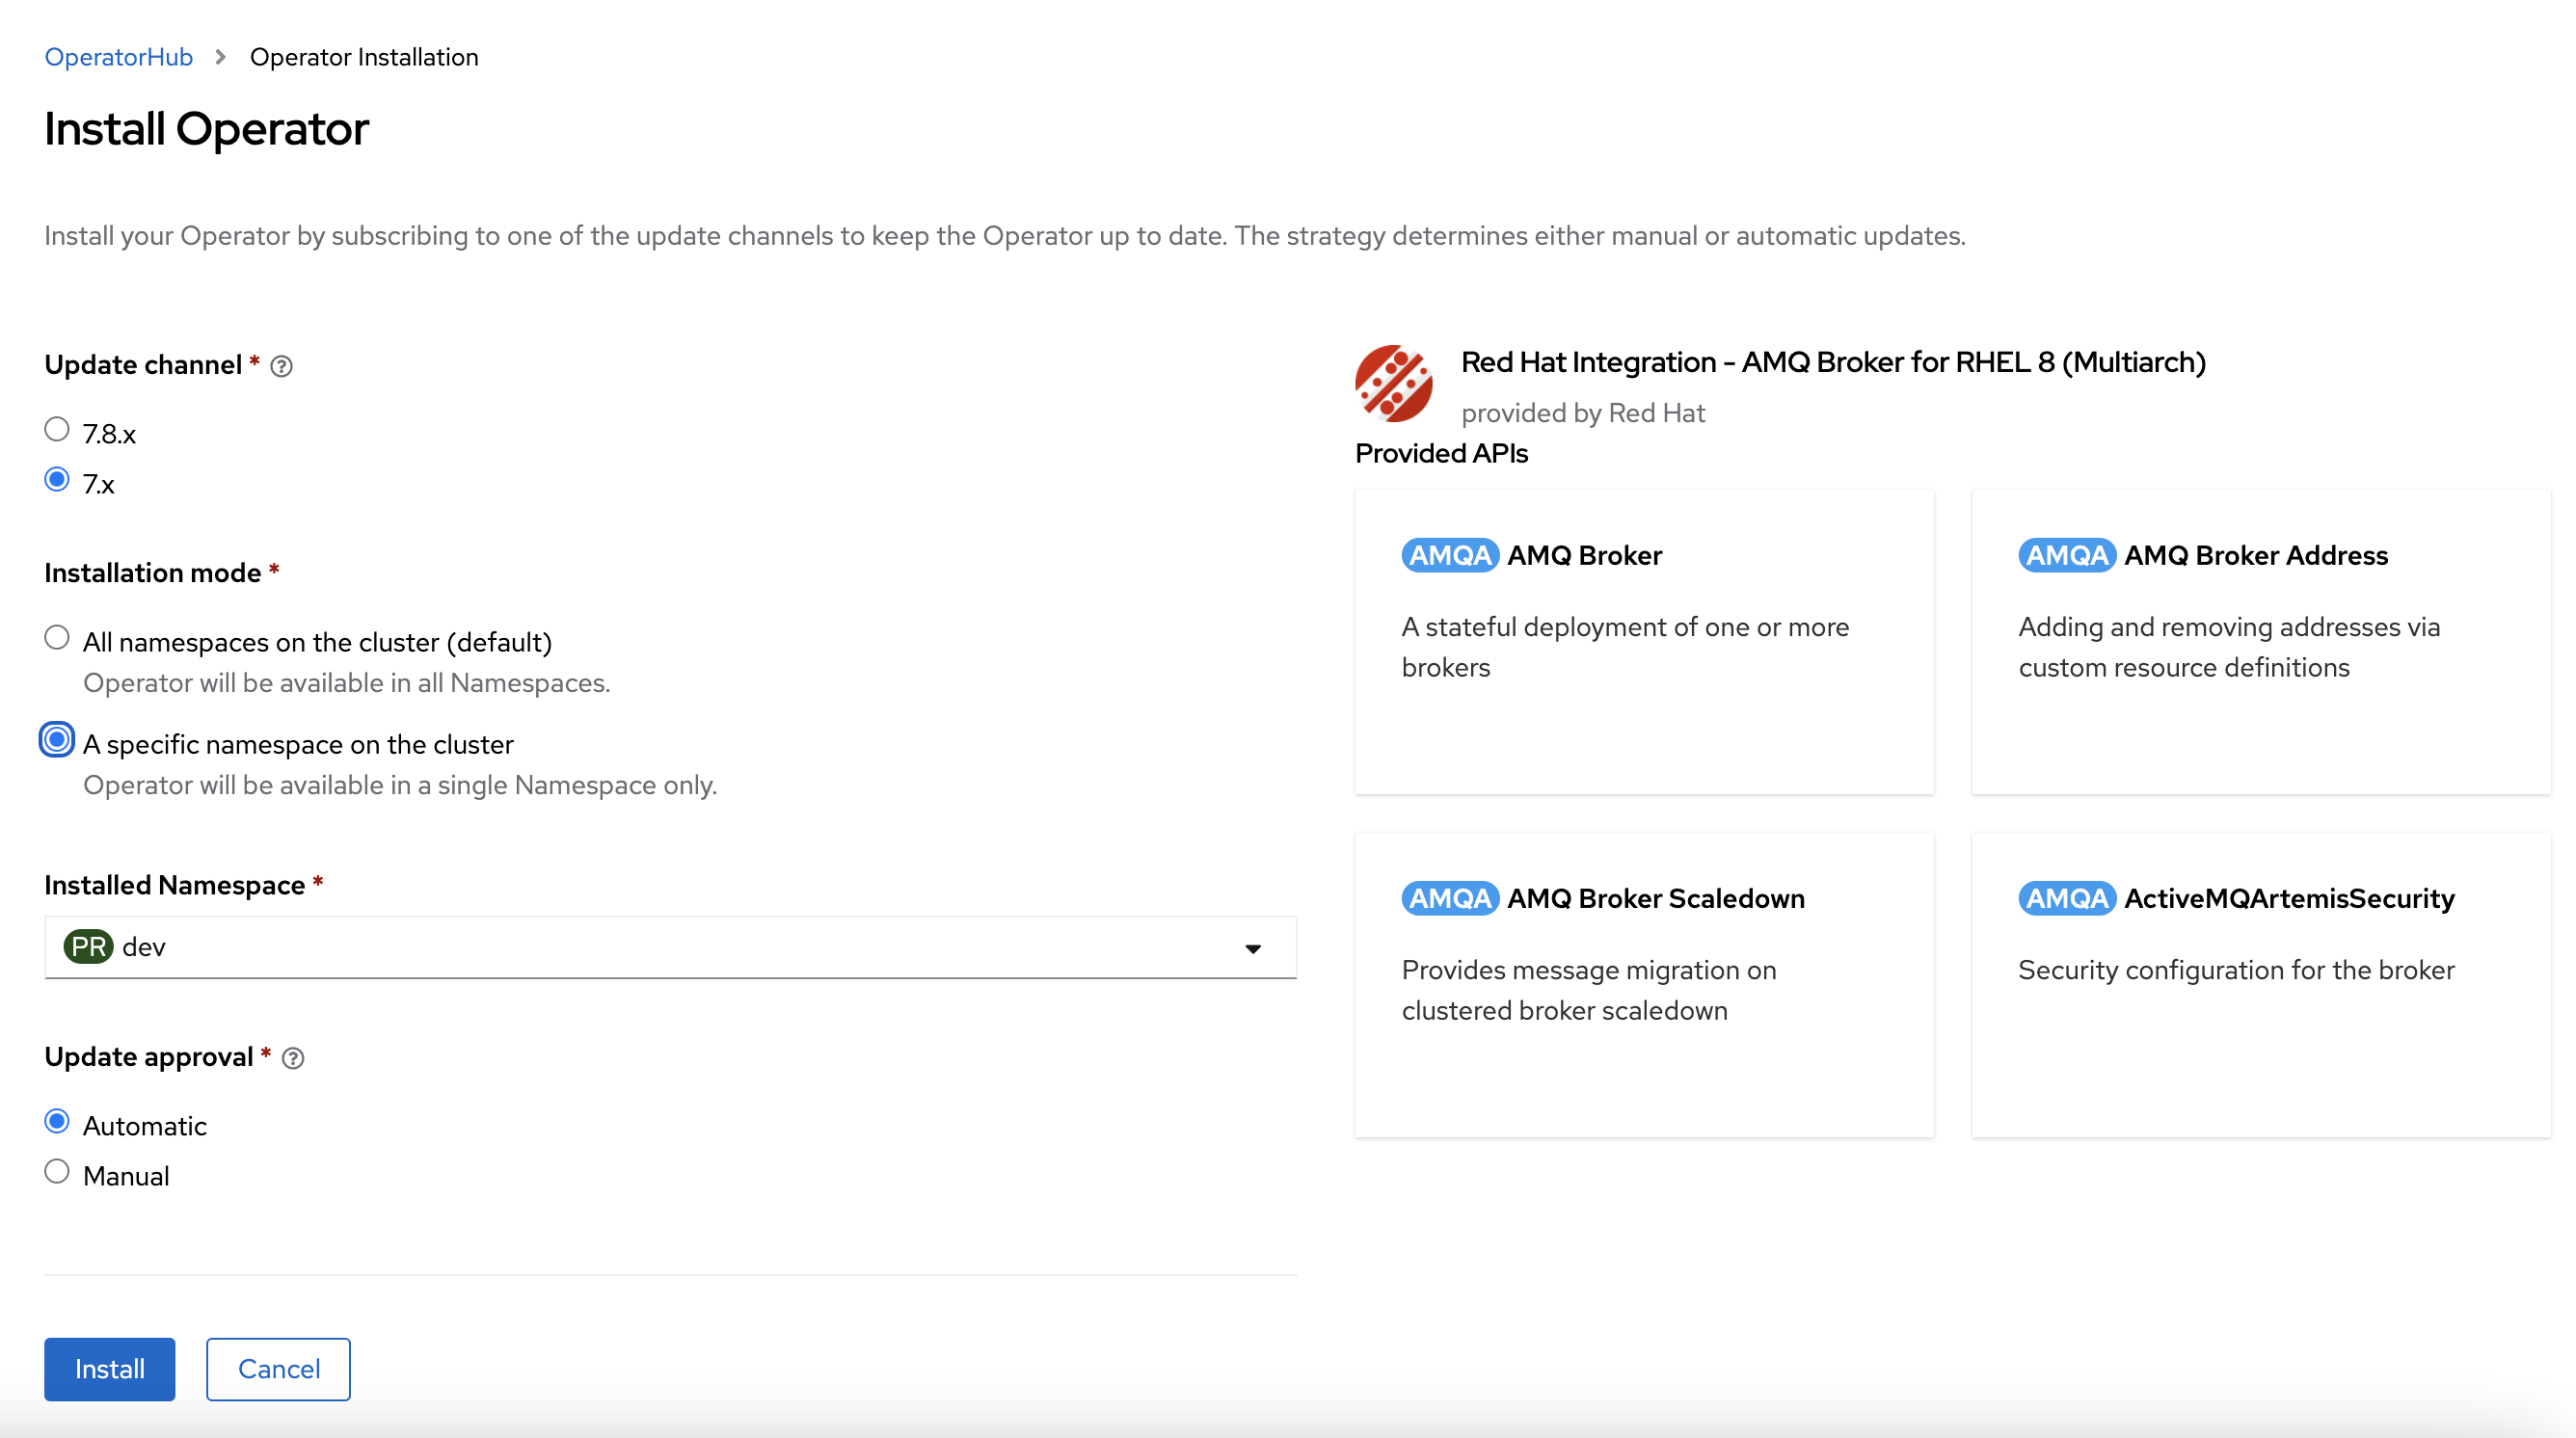 OperatorHub > Operator Installation
Install Operator
Install your Operator by subscribing to one of the update channels to keep the Operator up to date. The strategy determines either manual or automatic updates.
Update channel *
7.8.x
7.x
Installation mode *
All namespaces on the cluster (default)
Operator will be available in all Namespaces.
A specific namespace on the cluster
Operator will be available in a single Namespace only.
Installed Namespace *
PR dev
Update approval *
Automatic
Manual
Install Cancel
Red Hat Integration - AMQ Broker for RHEL 8 (Multiarch)
provided by Red Hat
Provided APIs
AMQA AMQ Broker
A stateful deployment of one or more
brokers
AMQA AMQ Broker Address
Adding and removing addresses via
custom resource definitions
AMQA AMQ Broker Scaledown
Provides message migration on
clustered broker scaledown
AMQA ActiveMQArtemisSecurity
Security configuration for the broker